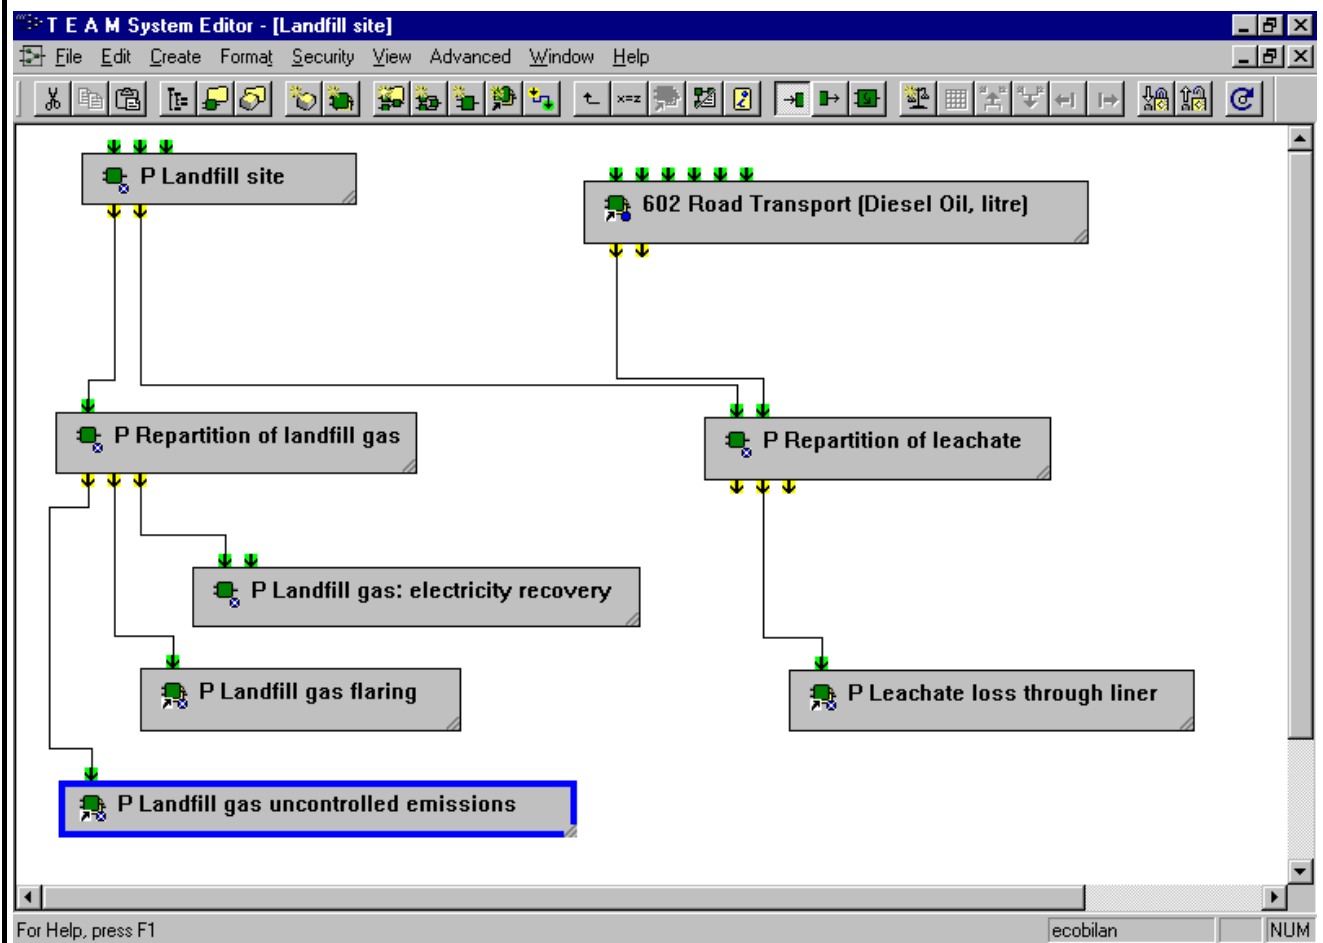 T E A M System Editor - [Landfill site]
File Edit Create Format Security View Advanced Window Help
x=z
P Landfill site
602 Road Transport (Diesel Oil, litre)
P Repartition of landfill gas
P Repartition of leachate
P Landfill gas: electricity recovery
P Landfill gas flaring
P Leachate loss through liner
P Landfill gas uncontrolled emissions
For Help, press F1 ecobilan NUM